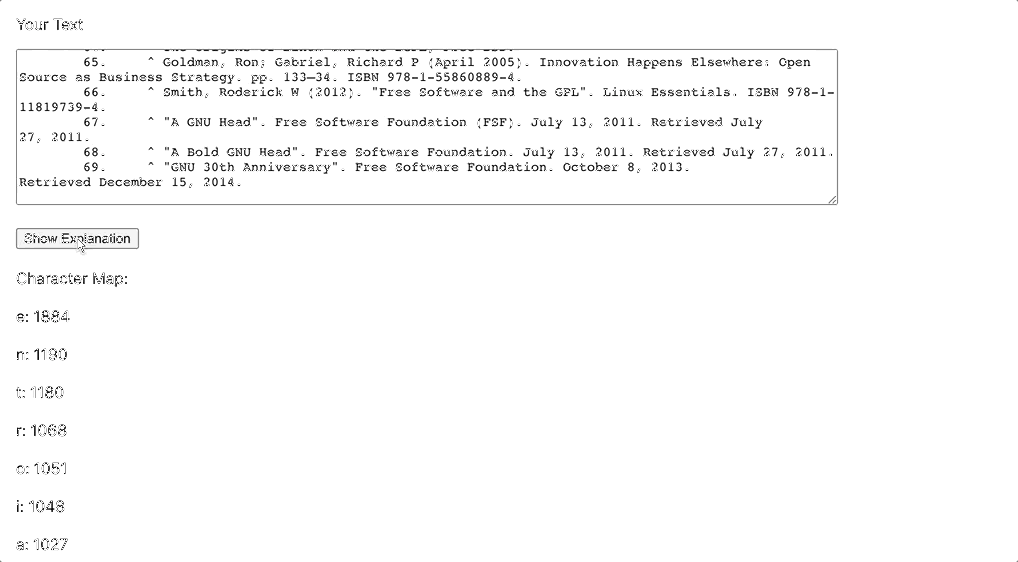 Your Text
65. ^ Goldman, Ron; Gabriel, Richard P (April 2005). Innovation Happens Elsewhere: Open
Source as Business Strategy. pp. 133–34. ISBN 978-1-55860889-4.
66. ^ Smith, Roderick W (2012). "Free Software and the GPL". Linux Essentials. ISBN 978-1-
11819739-4.
67. ^ "A GNU Head". Free Software Foundation (FSF). July 13, 2011. Retrieved July
27, 2011.
68. ^ "A Bold GNU Head". Free Software Foundation. July 13, 2011. Retrieved July 27, 2011.
69. ^ "GNU 30th Anniversary". Free Software Foundation. October 8, 2013.
Retrieved December 15, 2014.
Show Explanation
Character Map:
e: 1884
n: 1190
t: 1180
r: 1068
o: 1051
i: 1048
a: 1027